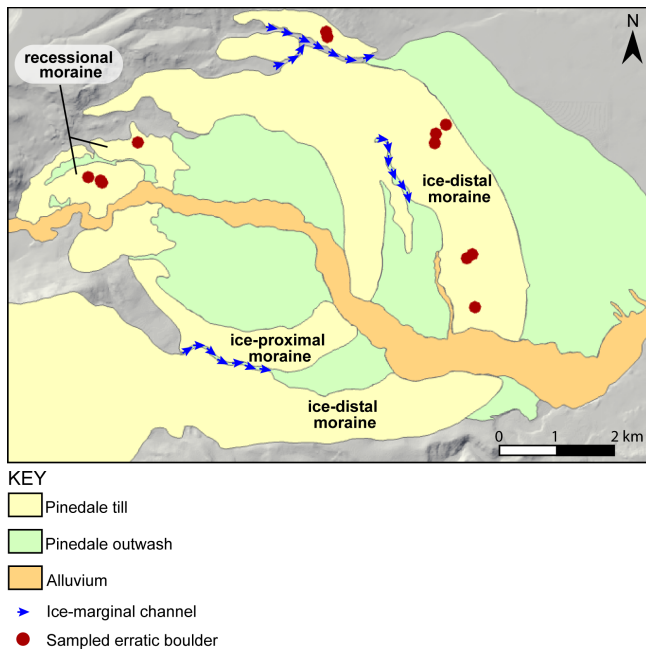 N
recessional
moraine
ice-distal
moraine
ice-proximal
moraine
ice-distal
moraine
0 1 2 km
KEY
Pinedale till
Pinedale outwash
Alluvium
Ice-marginal channel
Sampled erratic boulder